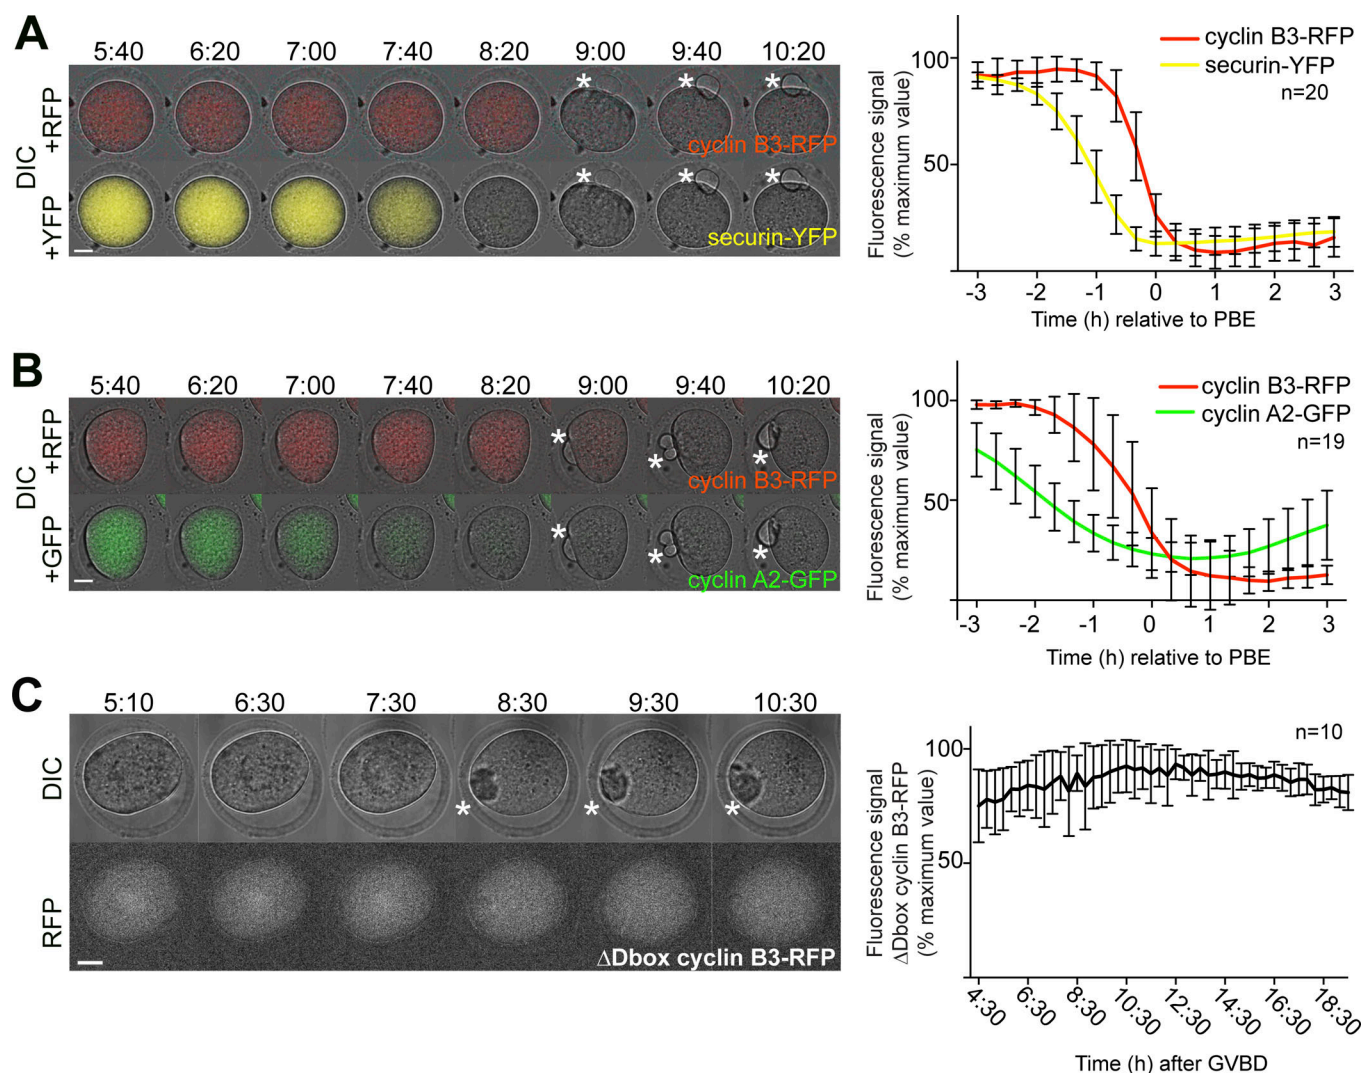 A
5:40 6:20 7:00 7:40 8:20 9:00 9:40 10:20
DIC
+RFP
* * *
cyclin B3-RFP
+YFP
* * *
securin-YFP
Fluorescence signal
(% maximum value)
100
50
cyclin B3-RFP
securin-YFP
n=20
-3 -2 -1 0 1 2 3
Time (h) relative to PBE
B
5:40 6:20 7:00 7:40 8:20 9:00 9:40 10:20
DIC
+RFP
* * *
cyclin B3-RFP
+GFP
* * *
cyclin A2-GFP
Fluorescence signal
(% maximum value)
100
50
cyclin B3-RFP
cyclin A2-GFP
n=19
-3 -2 -1 0 1 2 3
Time (h) relative to PBE
C
5:10 6:30 7:30 8:30 9:30 10:30
DIC
* * *
RFP
ΔDbox cyclin B3-RFP
Fluorescence signal
ΔDbox cyclin B3-RFP
(% maximum value)
100
50
n=10
4:30 6:30 8:30 10:30 12:30 14:30 16:30 18:30
Time (h) after GVBD